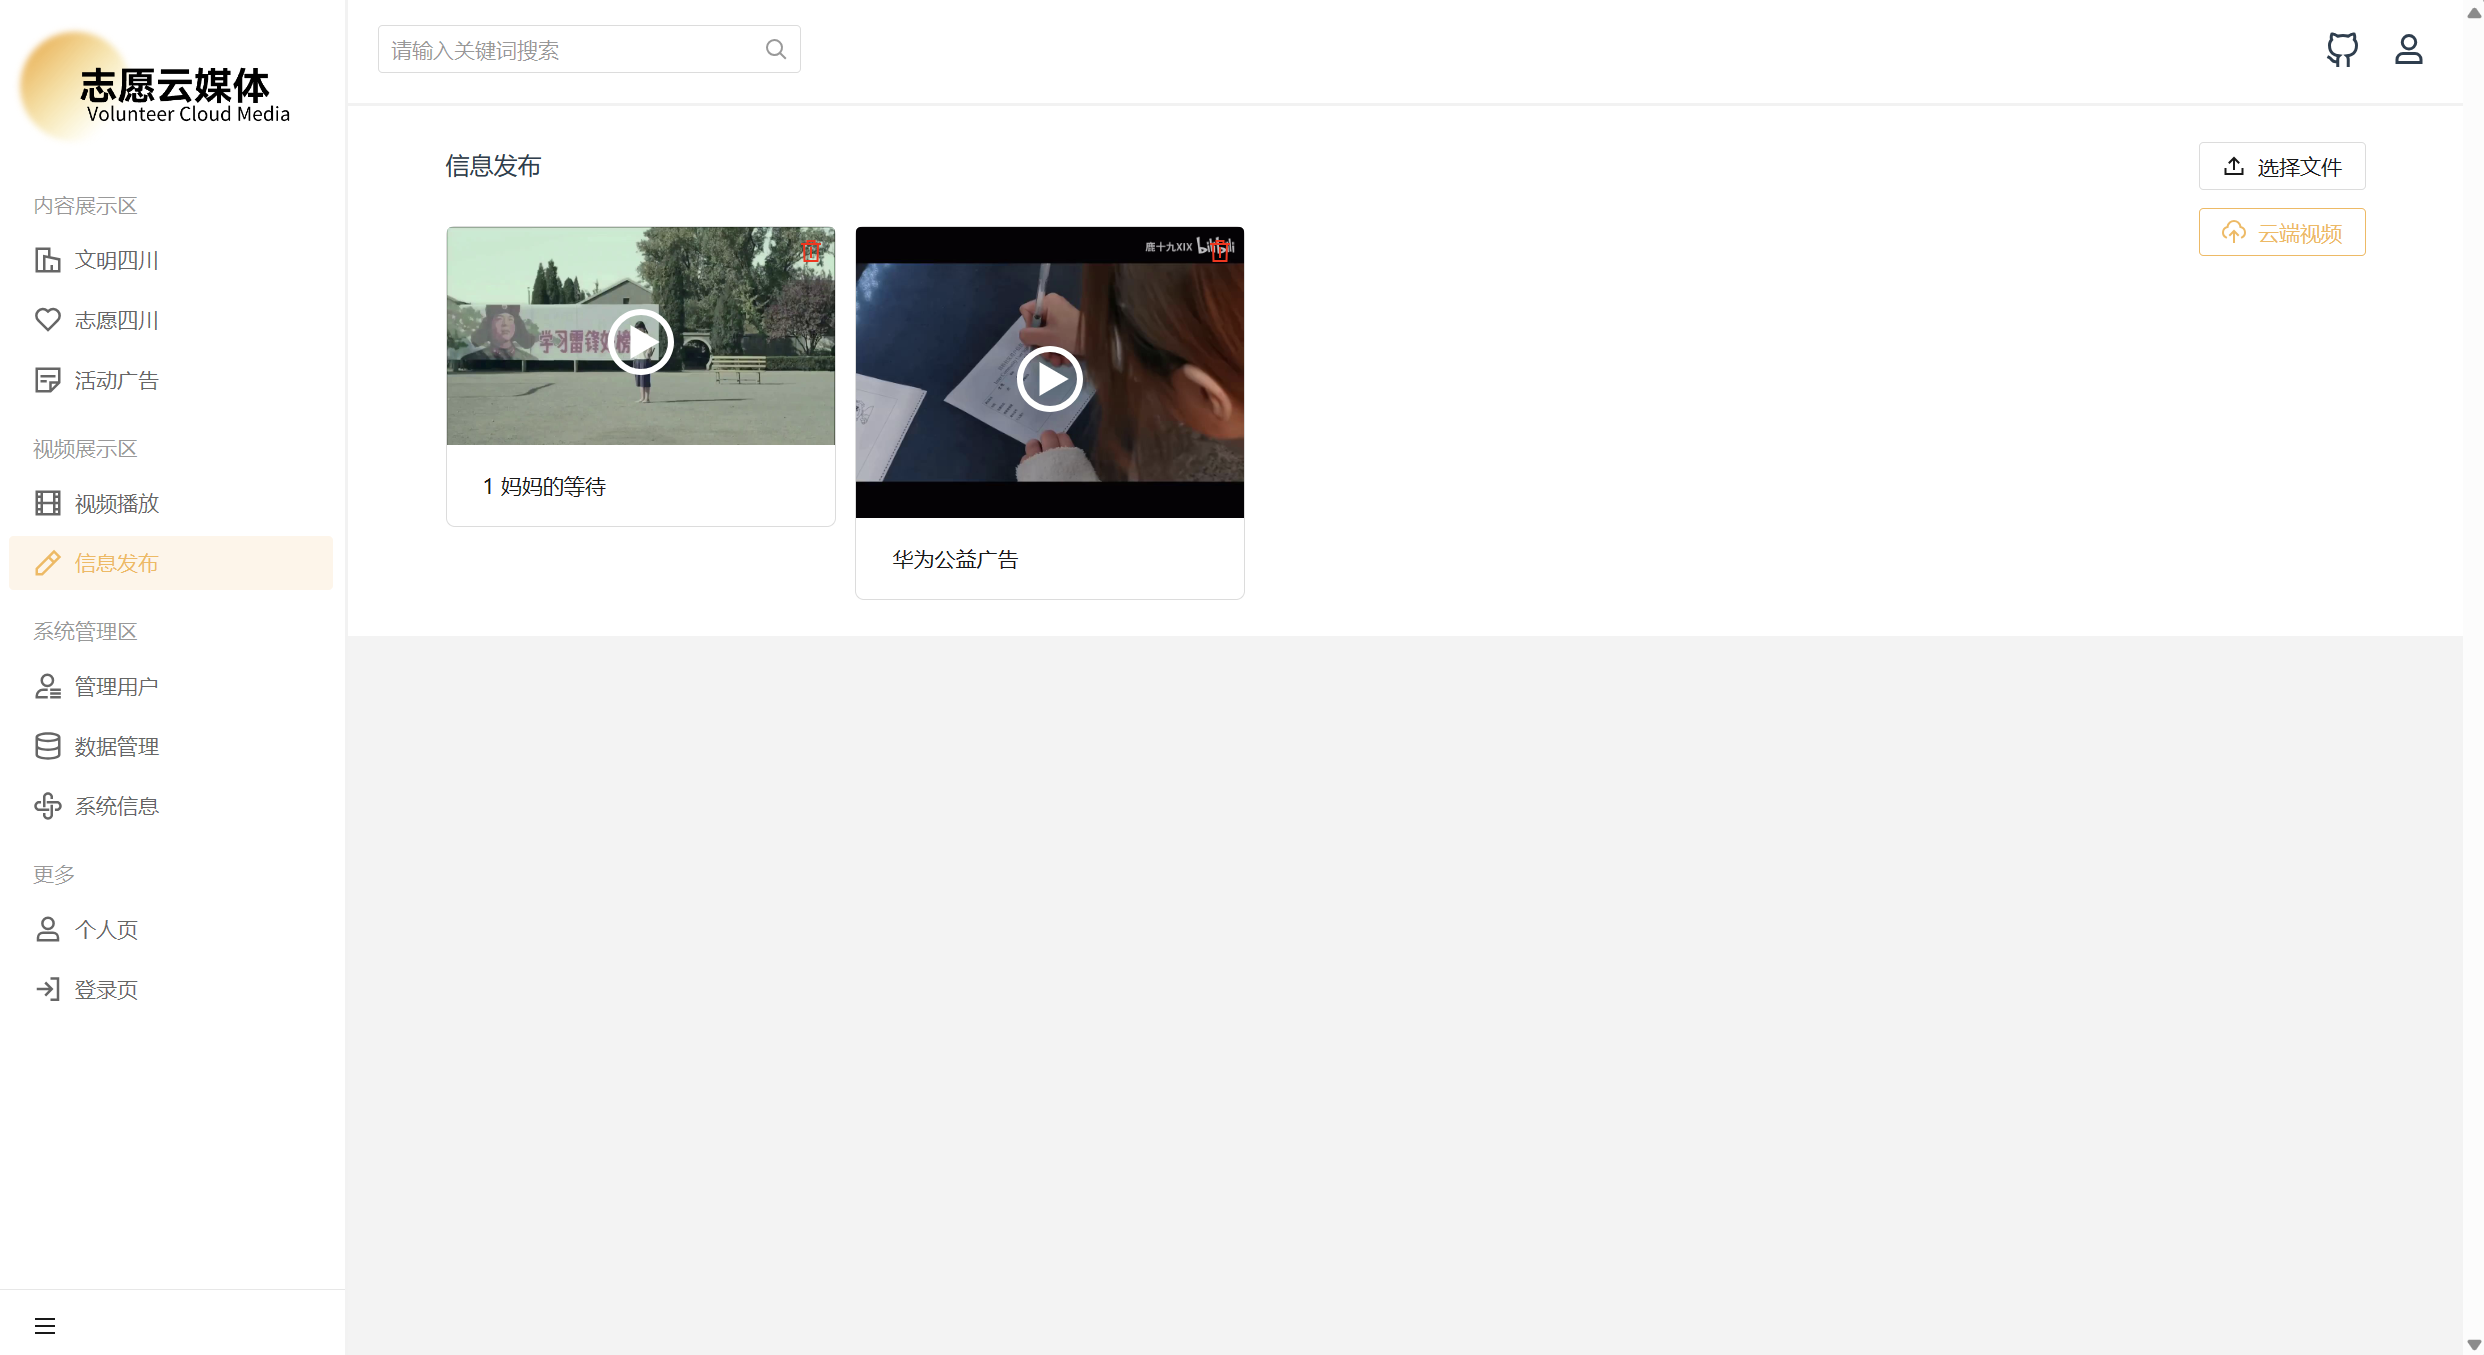 志愿云媒体
Volunteer Cloud Media
内容展示区
文明四川
志愿四川
活动广告
视频展示区
视频播放
信息发布
系统管理区
管理用户
数据管理
系统信息
更多
个人页
登录页
请输入关键词搜索
信息发布
选择文件
云端视频
学习雷锋好榜
1 妈妈的等待
鹿十九XIX bilibili
华为公益广告